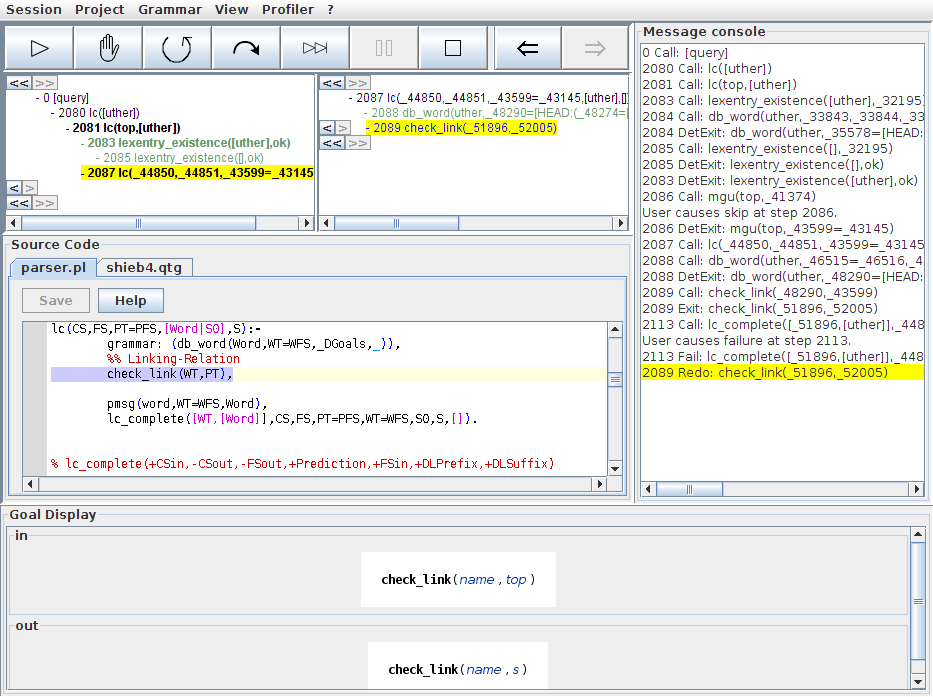 Session Project Grammar View Profiler ?
<< >>
- 0 [query]
- 2080 lc([uther])
- 2081 lc(top,[uther])
- 2083 lexentry_existence([uther],ok)
- 2085 lexentry_existence([],ok)
- 2087 lc(_44850,_44851,_43599=_43145
< >
<< >>
<< >>
- 2087 lc(_44850,_44851,_43599=_43145,[uther],[]
- 2088 db_word(uther,_48290=[HEAD:(_48274=
< > - 2089 check_link(_51896,_52005)
<< >>
Message console
0 Call: [query]
2080 Call: lc([uther])
2081 Call: lc(top,[uther])
2083 Call: lexentry_existence([uther],_32195)
2084 Call: db_word(uther,_33843,_33844,_33
2084 DetExit: db_word(uther,_35578=[HEAD:
2085 Call: lexentry_existence([],_32195)
2085 DetExit: lexentry_existence([],ok)
2083 DetExit: lexentry_existence([uther],ok)
2086 Call: mgu(top,_41374)
User causes skip at step 2086.
2086 DetExit: mgu(top,_43599=_43145)
2087 Call: lc(_44850,_44851,_43599=_43145
2088 Call: db_word(uther,_46515=_46516,_4
2088 DetExit: db_word(uther,_48290=[HEAD:
2089 Call: check_link(_48290,_43599)
2089 Exit: check_link(_51896,_52005)
2113 Call: lc_complete([_51896,[uther]],_448
User causes failure at step 2113.
2113 Fail: lc_complete([_51896,[uther]],_448
2089 Redo: check_link(_51896,_52005)
Source Code
parser.pl shieb4.qtg
Save Help
lc(CS,FS,PT=PFS,[Word|S0],S):-
grammar: (db_word(Word,WT=WFS,_DGoals,_)),
%% Linking-Relation
check_link(WT,PT),
pmsg(word,WT=WFS,Word),
lc_complete([WT,[Word]],CS,FS,PT=PFS,WT=WFS,S0,S,[]).
% lc_complete(+CSin,-CSout,-FSout,+Prediction,+FSin,+DLPrefix,+DLSuffix)
Goal Display
in
check_link(name , top )
out
check_link(name , s )